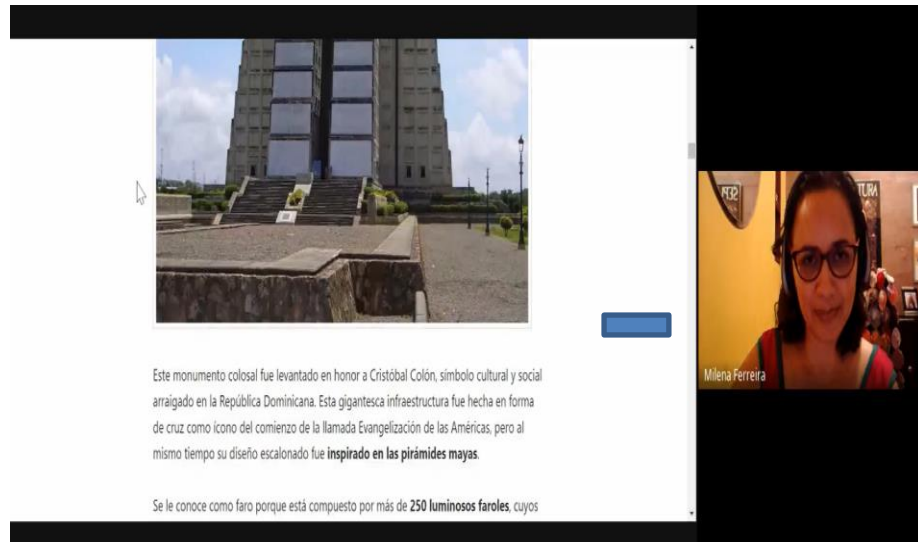 Este monumento colosal fue levantado en honor a Cristóbal Colón, símbolo cultural y social
arraigado en la República Dominicana. Esta gigantesca infraestructura fue hecha en forma
de cruz como ícono del comienzo de la llamada Evangelización de las Américas, pero al
mismo tiempo su diseño escalonado fue inspirado en las pirámides mayas.
Se le conoce como faro porque está compuesto por más de 250 luminosos faroles, cuyos
Milena Ferreira